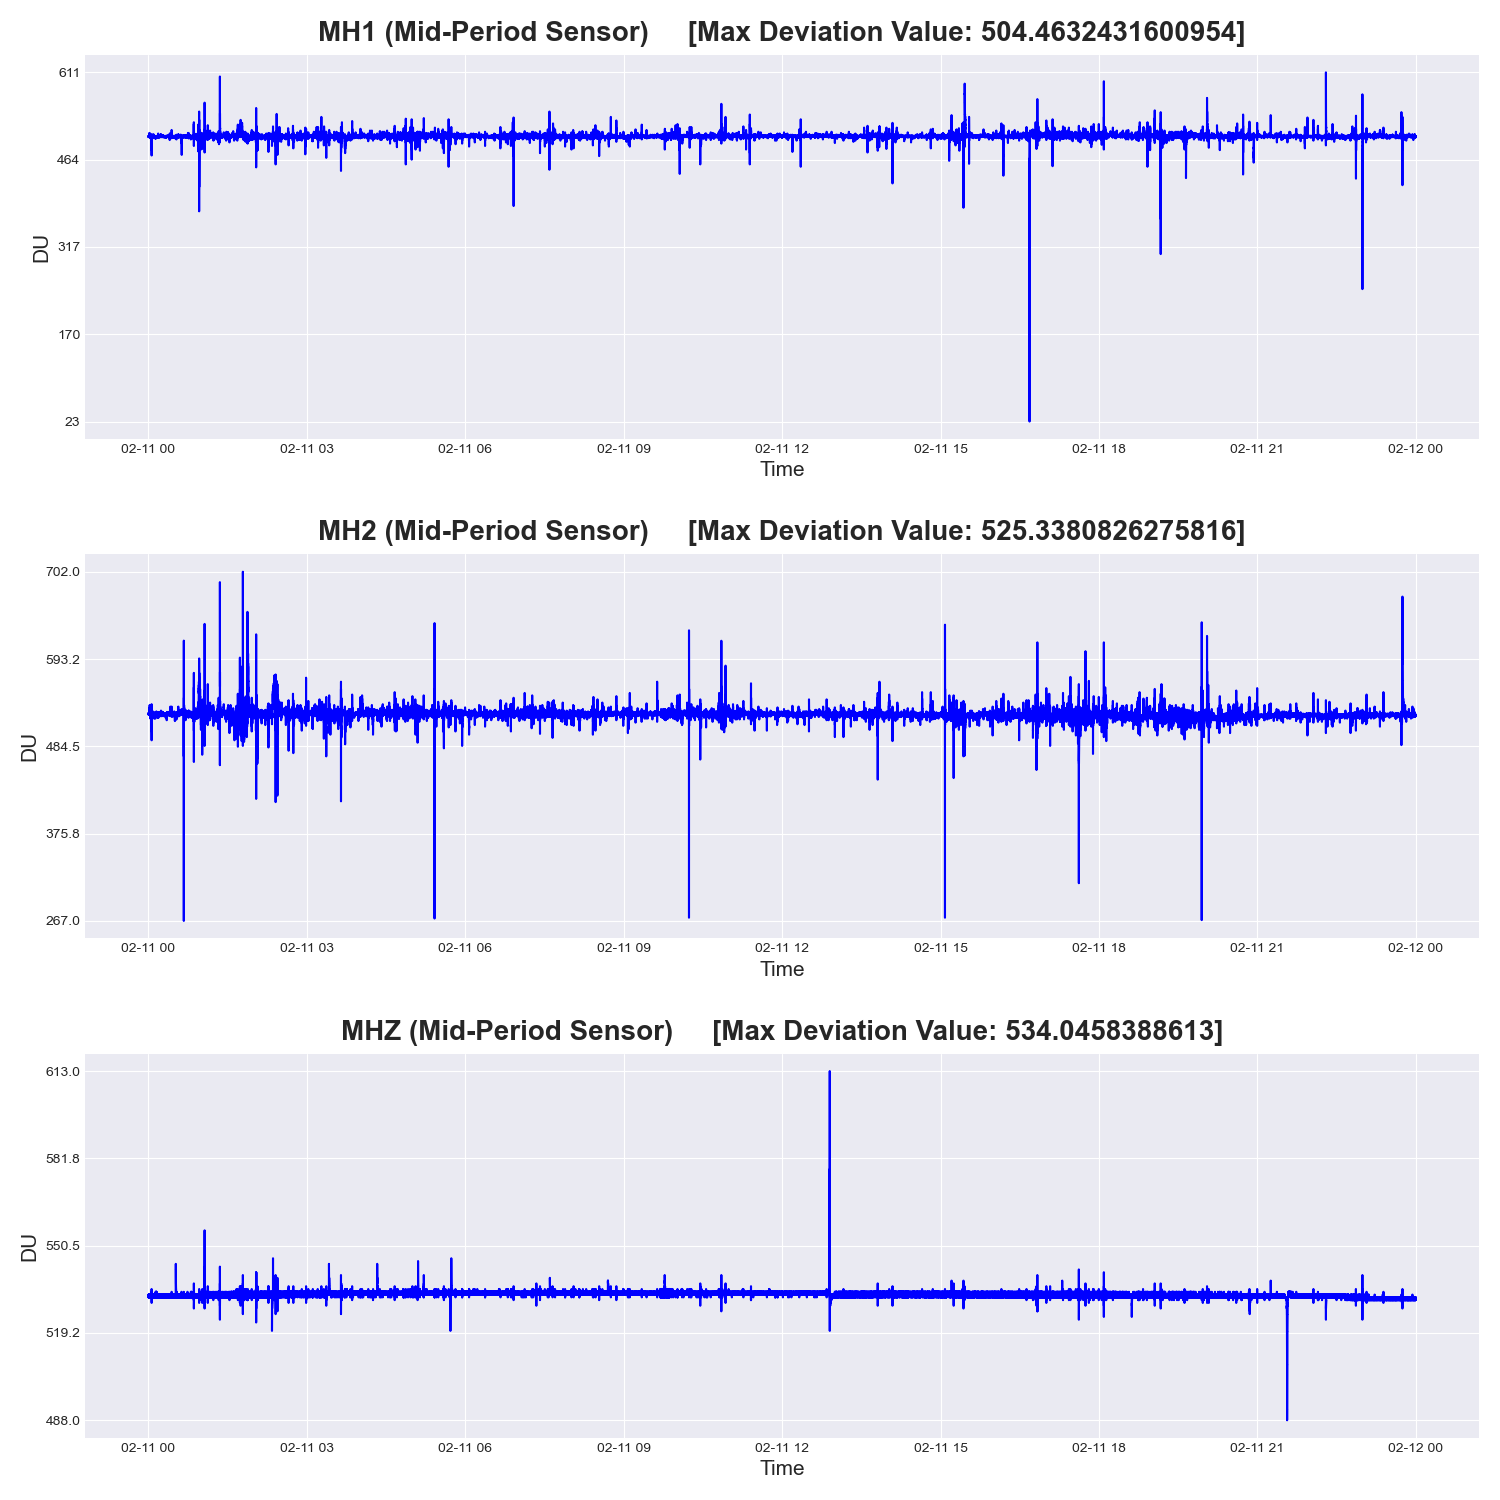 MH1 (Mid-Period Sensor) [Max Deviation Value: 504.4632431600954]
611
464
317
170
23
DU
02-11 00 02-11 03 02-11 06 02-11 09 02-11 12 02-11 15 02-11 18 02-11 21 02-12 00
Time
MH2 (Mid-Period Sensor) [Max Deviation Value: 525.3380826275816]
702.0
593.2
484.5
375.8
267.0
DU
02-11 00 02-11 03 02-11 06 02-11 09 02-11 12 02-11 15 02-11 18 02-11 21 02-12 00
Time
MHZ (Mid-Period Sensor) [Max Deviation Value: 534.0458388613]
613.0
581.8
550.5
519.2
488.0
DU
02-11 00 02-11 03 02-11 06 02-11 09 02-11 12 02-11 15 02-11 18 02-11 21 02-12 00
Time